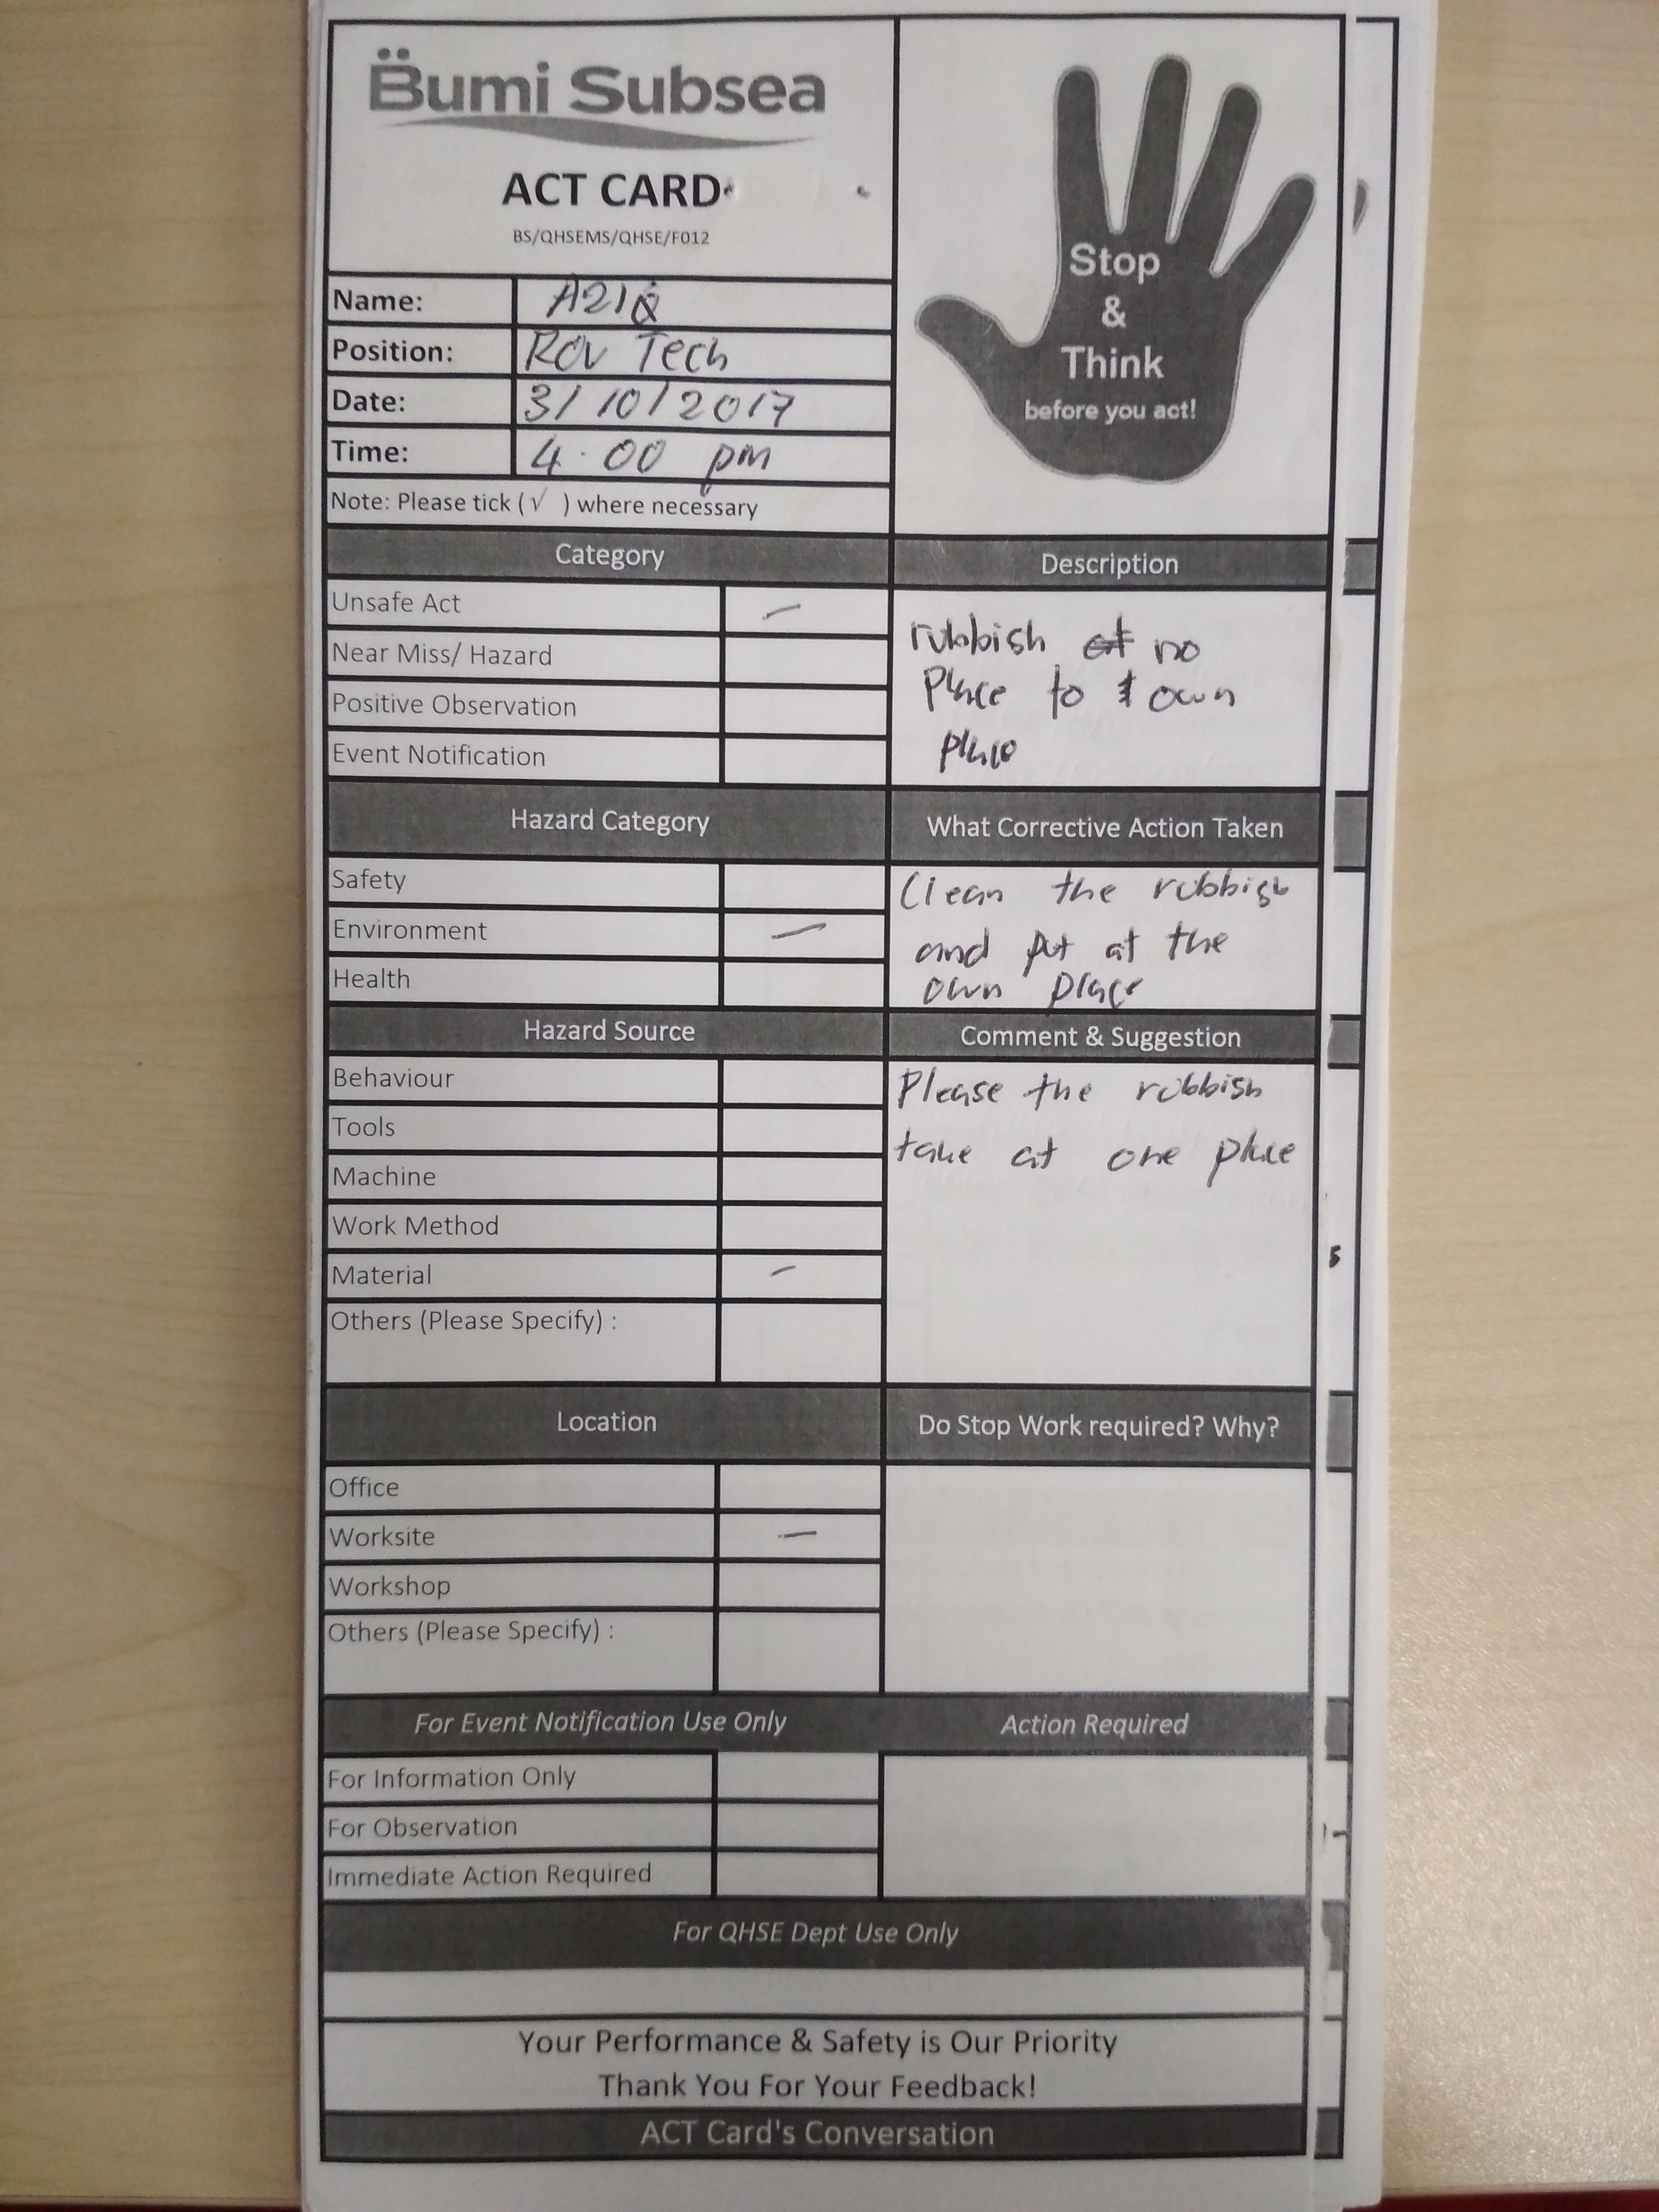 Bumi Subsea
ACT CARD
BS/QHSEMS/QHSE/F012
Stop
&
Think
before you act!
Name: A21Q
Position: ROV Tech
Date: 3/10/2017
Time: 4.00 pm
Note: Please tick (√ ) where necessary
Category
Unsafe Act –
Near Miss/ Hazard
Positive Observation
Event Notification
Description
rubbish no
Place to own
place
Hazard Category
Safety
Environment –
Health
What Corrective Action Taken
Clean the rubbish
and put at the
own place
Hazard Source
Behaviour
Tools
Machine
Work Method
Material –
Others (Please Specify) :
Comment & Suggestion
Please the rubbish
take at one place
Location
Office
Worksite –
Workshop
Others (Please Specify) :
Do Stop Work required? Why?
For Event Notification Use Only
For Information Only
For Observation
Immediate Action Required
Action Required
For QHSE Dept Use Only
Your Performance & Safety is Our Priority
Thank You For Your Feedback!
ACT Card's Conversation